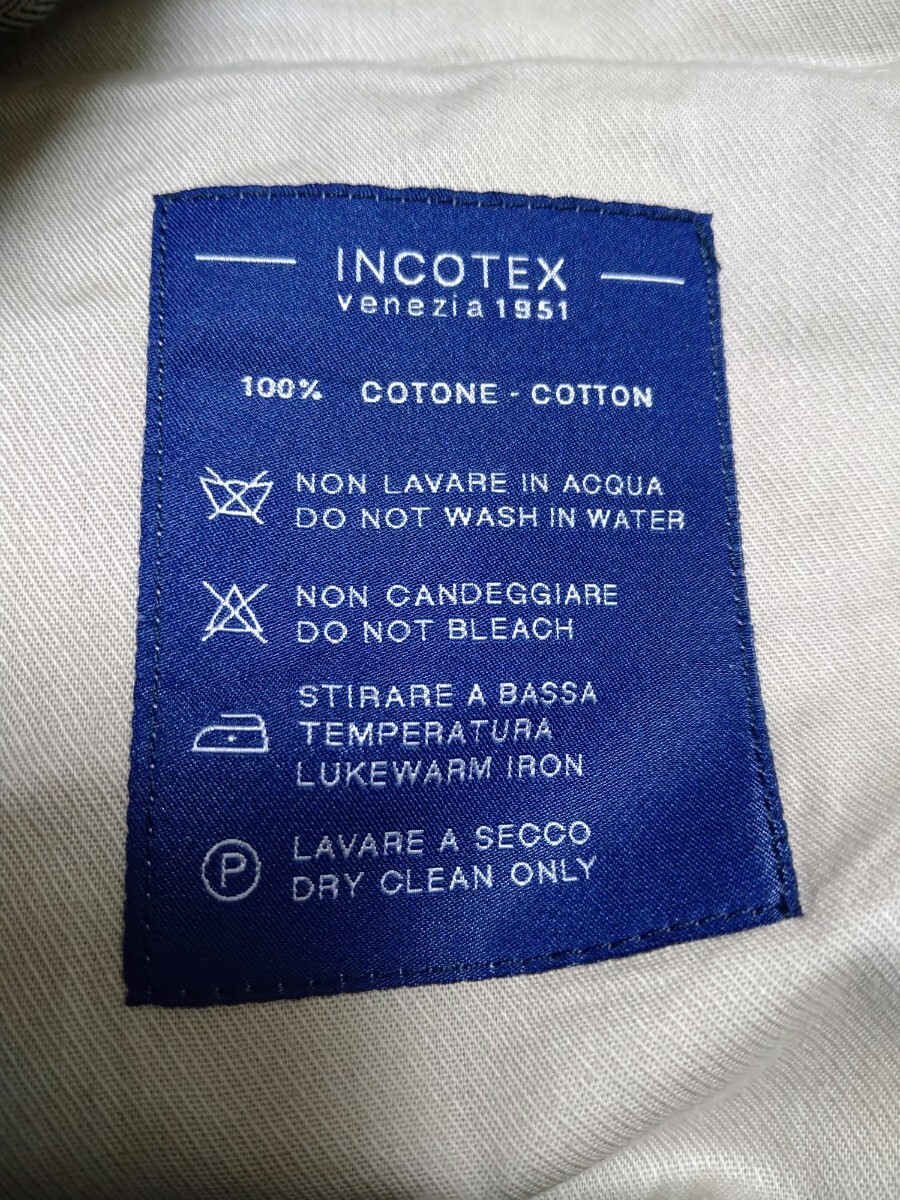 INCOTEX
venezia 1951
100% COTONE - COTTON
NON LAVARE IN ACQUA
DO NOT WASH IN WATER
NON CANDEGGIARE
DO NOT BLEACH
STIRARE A BASSA
TEMPERATURA
LUKEWARM IRON
P
LAVARE A SECCO
DRY CLEAN ONLY